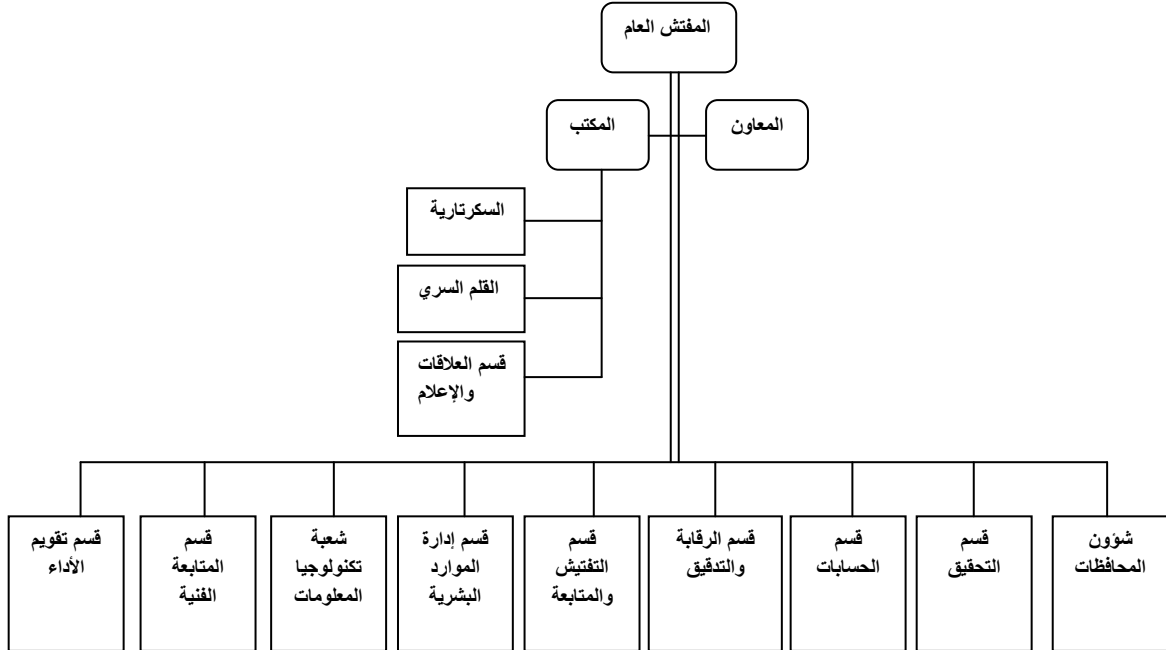 المفتش العام
المعاون
المكتب
السكرتارية
القلم السري
قسم العلاقات
والإعلام
شؤون
المحافظات
قسم
التحقيق
قسم
الحسابات
قسم الرقابة
والتدقيق
قسم
التفتيش
والمتابعة
قسم إدارة
الموارد
البشرية
شعبة
تكنولوجيا
المعلومات
قسم
المتابعة
الفنية
قسم تقويم
الأداء